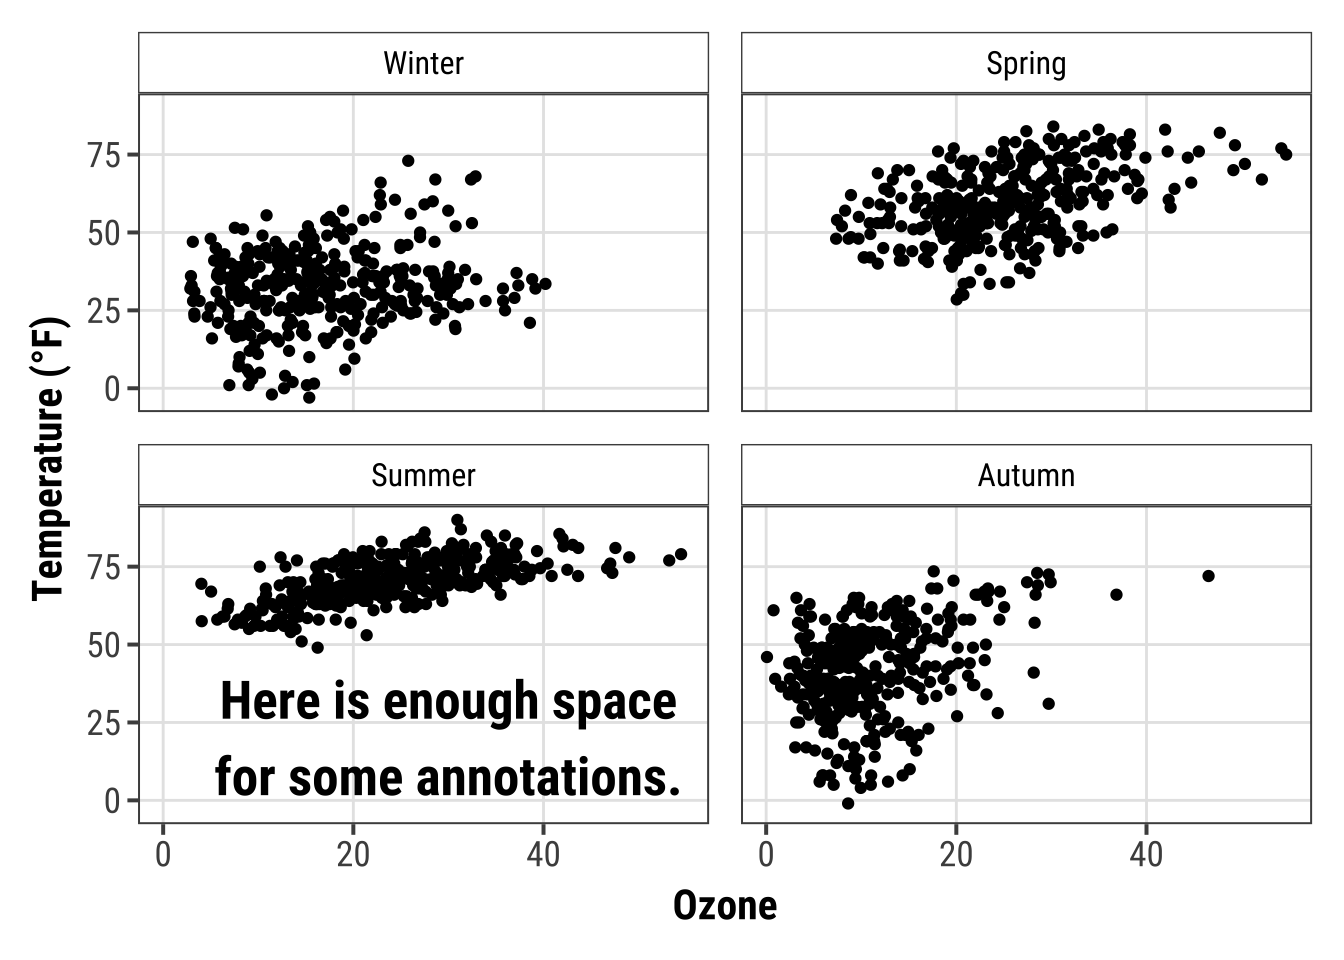 Winter
Spring
75
50
25
0
Summer
Autumn
75
50
25
0
Here is enough space
for some annotations.
0 20 40
0 20 40
Temperature (°F)
Ozone